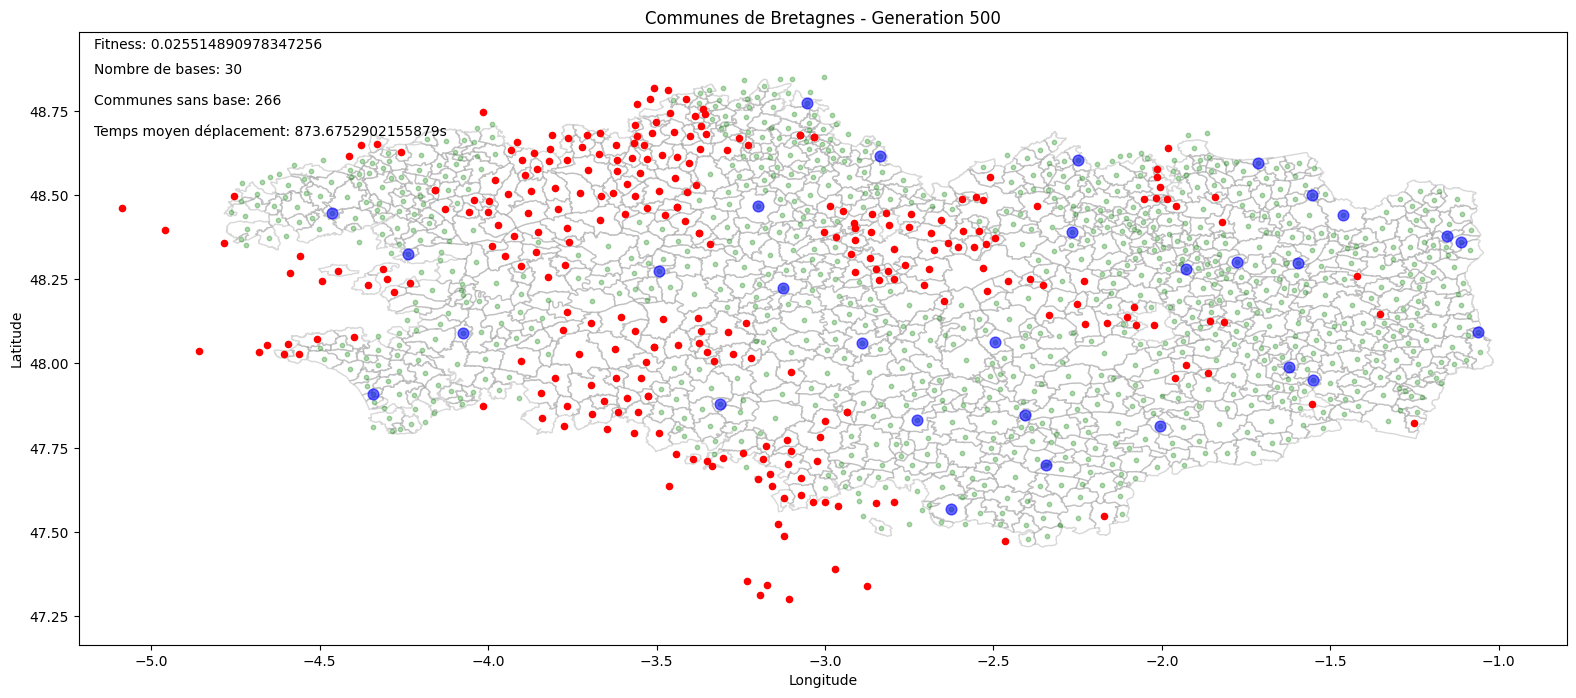 Communes de Bretagnes - Generation 500
Fitness: 0.025514890978347256
Nombre de bases: 30
Communes sans base: 266
Temps moyen déplacement: 873.6752902155879s
Latitude
48.75
48.50
48.25
48.00
47.75
47.50
47.25
−5.0 −4.5 −4.0 −3.5 −3.0 −2.5 −2.0 −1.5 −1.0
Longitude